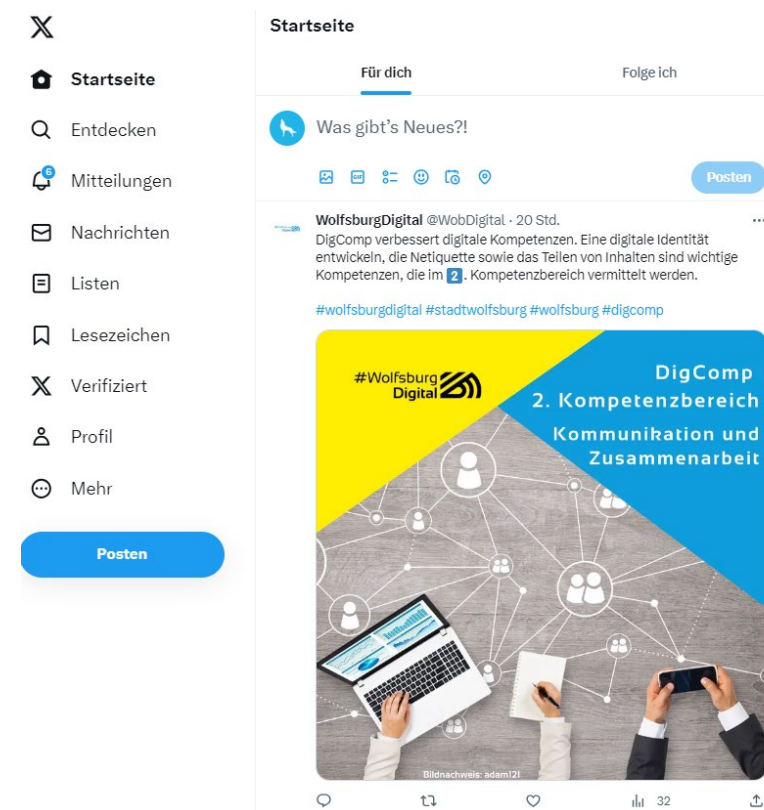 Startseite
Entdecken
6
Mitteilungen
Nachrichten
Listen
Lesezeichen
Verifiziert
Profil
Mehr
Posten
Startseite
Für dich
Folge ich
Was gibt's Neues?!
GIF
Posten
WolfsburgDigital @WobDigital · 20 Std.
DigComp verbessert digitale Kompetenzen. Eine digitale Identität
entwickeln, die Netiquette sowie das Teilen von Inhalten sind wichtige
Kompetenzen, die im 2. Kompetenzbereich vermittelt werden.
#wolfsburgdigital #stadtwolfsburg #wolfsburg #digcomp
#Wolfsburg
Digital
DigComp
2. Kompetenzbereich
Kommunikation und
Zusammenarbeit
Bildnachweis: adam121
32